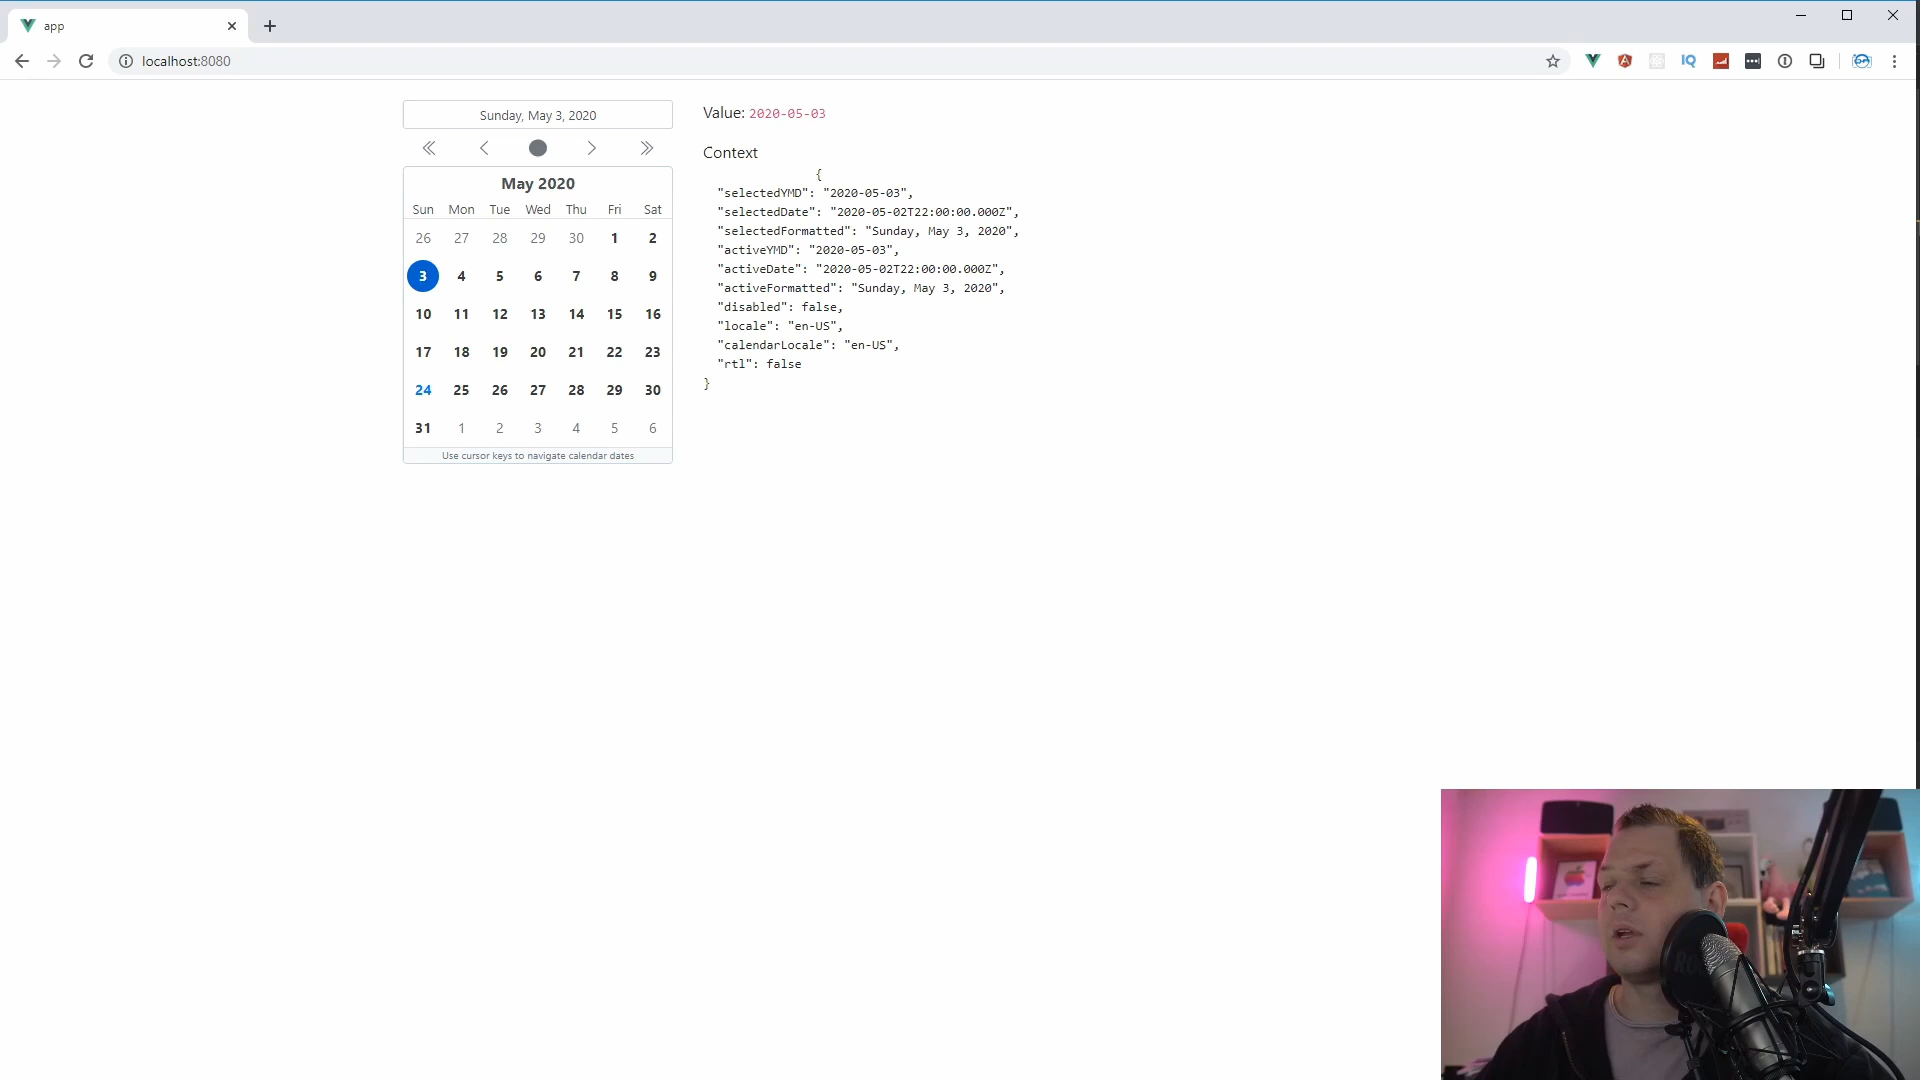 app
localhost:8080
IQ
Sunday, May 3, 2020
May 2020
Sun Mon Tue Wed Thu Fri Sat
26 27 28 29 30 1 2
3 4 5 6 7 8 9
10 11 12 13 14 15 16
17 18 19 20 21 22 23
24 25 26 27 28 29 30
31 1 2 3 4 5 6
Use cursor keys to navigate calendar dates
Value: 2020-05-03
Context
{
"selectedYMD": "2020-05-03",
"selectedDate": "2020-05-02T22:00:00.000Z",
"selectedFormatted": "Sunday, May 3, 2020",
"activeYMD": "2020-05-03",
"activeDate": "2020-05-02T22:00:00.000Z",
"activeFormatted": "Sunday, May 3, 2020",
"disabled": false,
"locale": "en-US",
"calendarLocale": "en-US",
"rtl": false
}